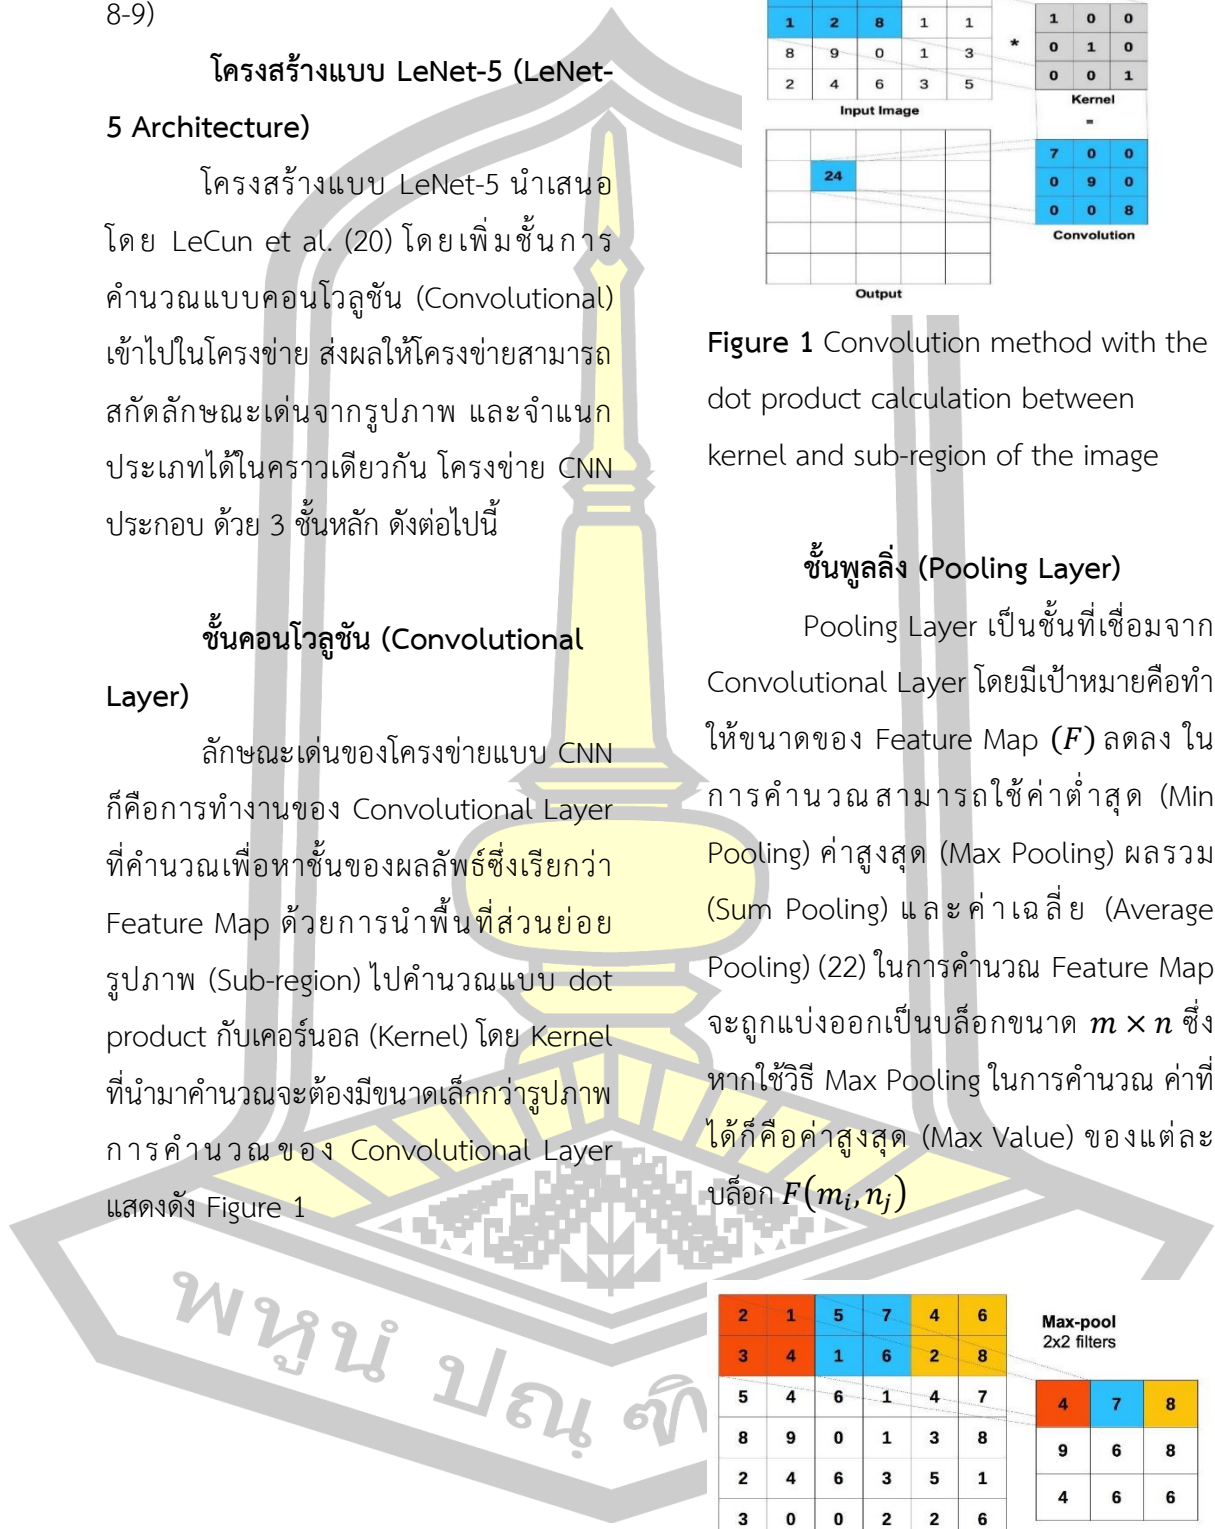 8-9)
โครงสร้างแบบ LeNet-5 (LeNet-
5 Architecture)
โครงสร้างแบบ LeNet-5 นำเสนอ
โดย LeCun et al. (20) โดยเพิ่มชั้นการ
คำนวณแบบคอนโวลูชัน (Convolutional)
เข้าไปในโครงข่าย ส่งผลให้โครงข่ายสามารถ
สกัดลักษณะเด่นจากรูปภาพ และจำแนก
ประเภทได้ในคราวเดียวกัน โครงข่าย CNN
ประกอบ ด้วย 3 ชั้นหลัก ดังต่อไปนี้
ชั้นคอนโวลูชัน (Convolutional
Layer)
ลักษณะเด่นของโครงข่ายแบบ CNN
ก็คือการทำงานของ Convolutional Layer
ที่คำนวณเพื่อหาชั้นของผลลัพธ์ซึ่งเรียกว่า
Feature Map ด้วยการนำพื้นที่ส่วนย่อย
รูปภาพ (Sub-region) ไปคำนวณแบบ dot
product กับเคอร์นอล (Kernel) โดย Kernel
ที่นำมาคำนวณจะต้องมีขนาดเล็กกว่ารูปภาพ
การคำนวณของ Convolutional Layer
แสดงดัง Figure 1
1 2 8 1 1
8 9 0 1 3
2 4 6 3 5
Input Image
*
1 0 0
0 1 0
0 0 1
Kernel
=
7 0 0
0 9 0
0 0 8
Convolution
24
Output
Figure 1 Convolution method with the
dot product calculation between
kernel and sub-region of the image
ชั้นพูลลิ่ง (Pooling Layer)
Pooling Layer เป็นชั้นที่เชื่อมจาก
Convolutional Layer โดยมีเป้าหมายคือทำ
ให้ขนาดของ Feature Map (F) ลดลง ใน
การคำนวณสามารถใช้ค่าต่ำสุด (Min
Pooling) ค่าสูงสุด (Max Pooling) ผลรวม
(Sum Pooling) และค่าเฉลี่ย (Average
Pooling) (22) ในการคำนวณ Feature Map
จะถูกแบ่งออกเป็นบล็อกขนาด m × n ซึ่ง
หากใช้วิธี Max Pooling ในการคำนวณ ค่าที่
ได้ก็คือค่าสูงสุด (Max Value) ของแต่ละ
บล็อก F(mᵢ, nⱼ)
2 1 5 7 4 6
3 4 1 6 2 8
5 4 6 1 4 7
8 9 0 1 3 8
2 4 6 3 5 1
3 0 0 2 2 6
Max-pool
2x2 filters
4 7 8
9 6 8
4 6 6
พหุนํ ปณฺ ฑิ